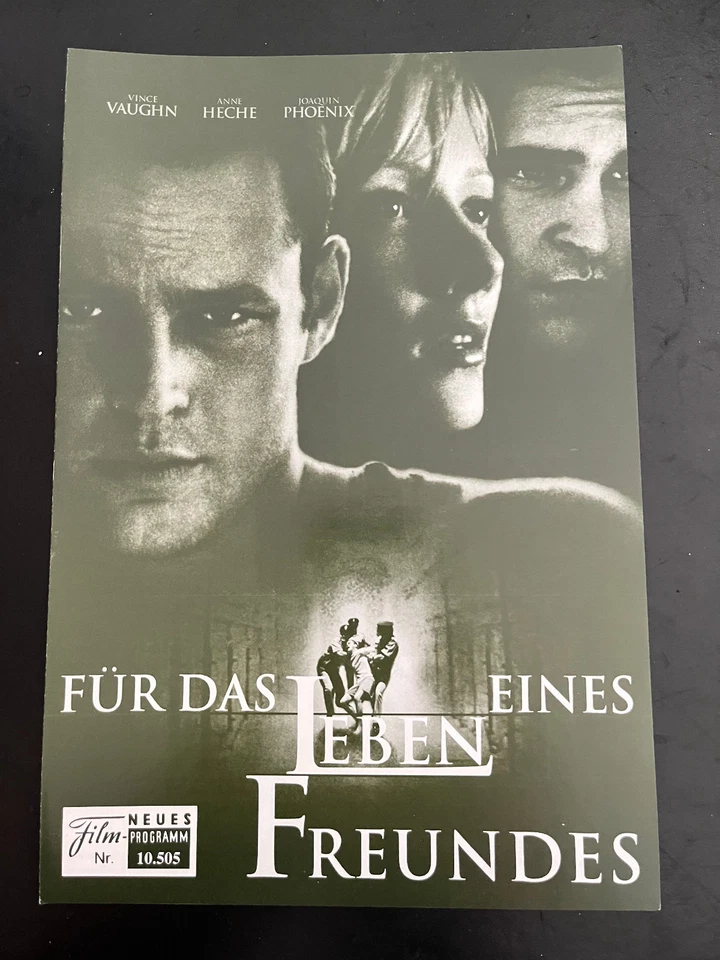 VINCE ANNE JOAQUIN
VAUGHN HECHE PHOENIX
FÜR DAS LEBEN EINES
FREUNDES
Film- NEUES
PROGRAMM
Nr. 10.505